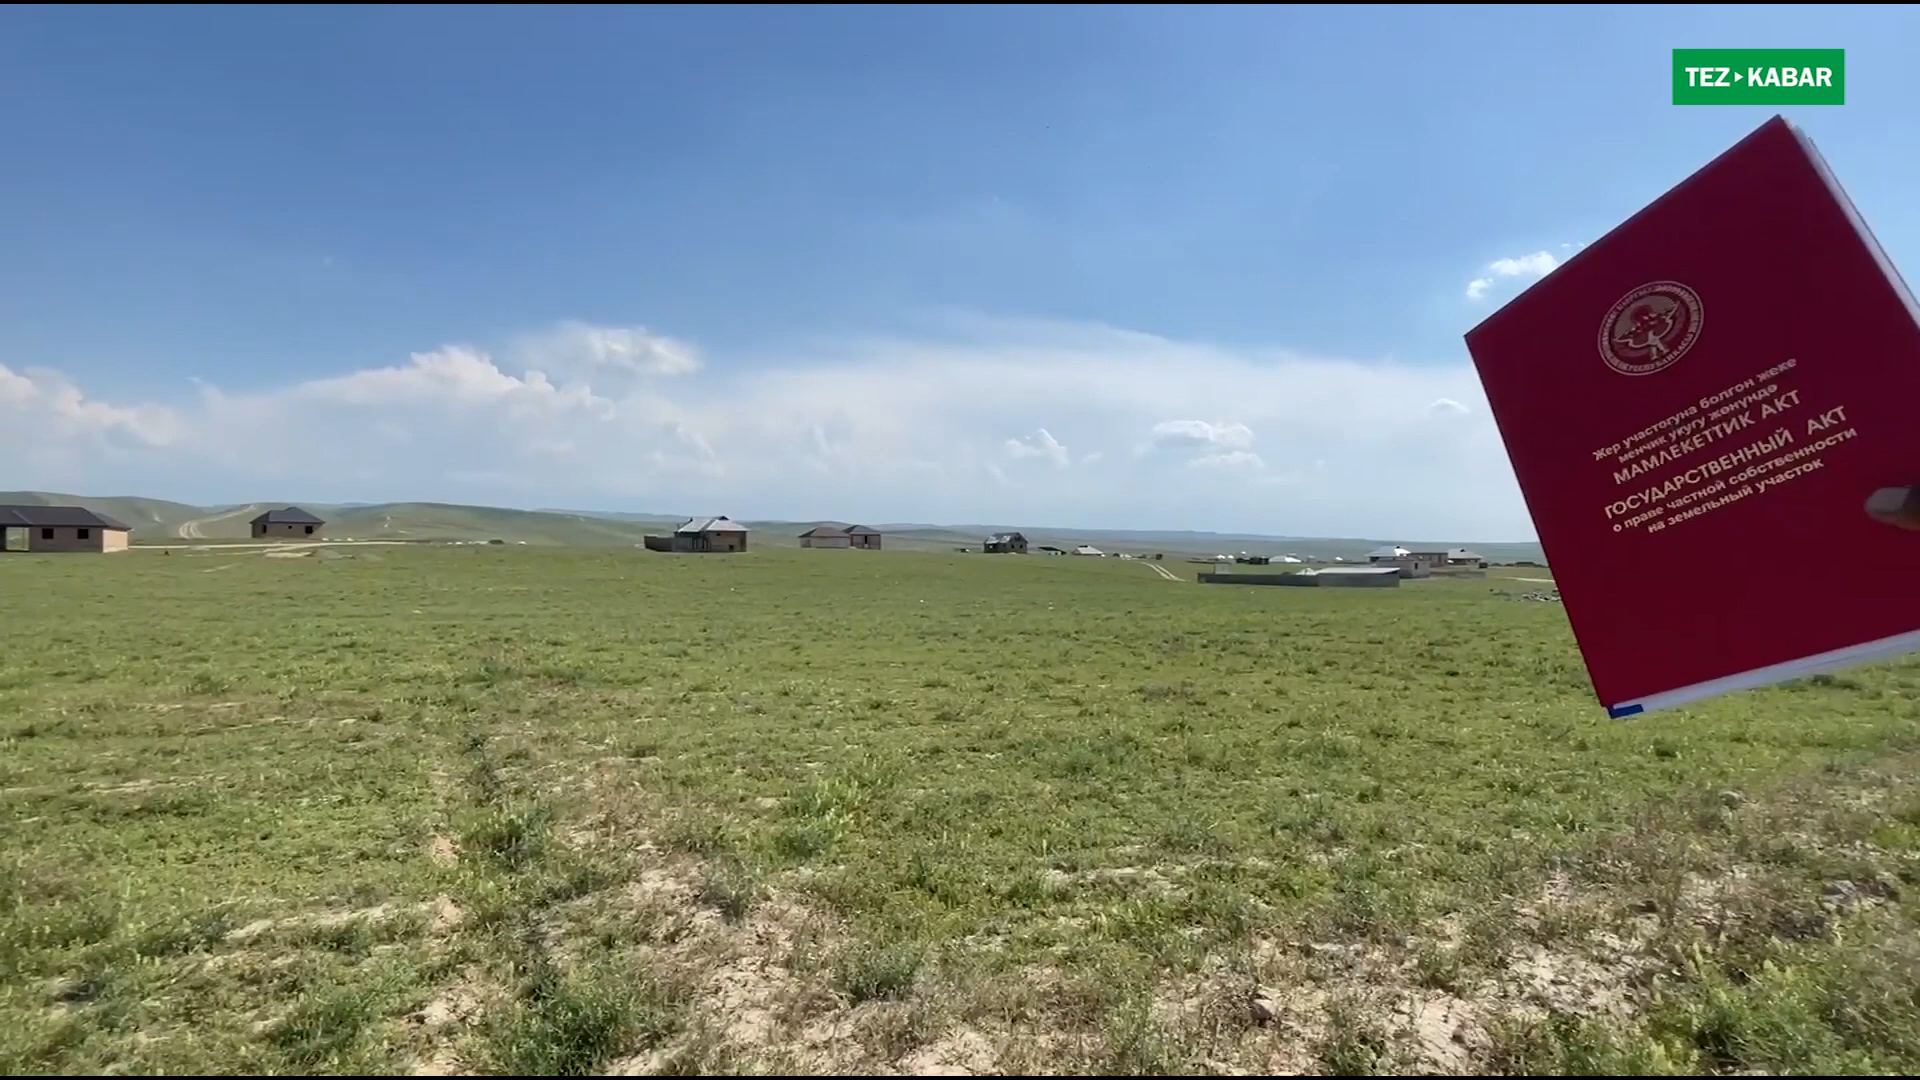 TEZ KABAR
Жер участогуна болгон жеке
менчик укугу жөнүндө
МАМЛЕКЕТТИК АКТ
ГОСУДАРСТВЕННЫЙ АКТ
о праве частной собственности
на земельный участок